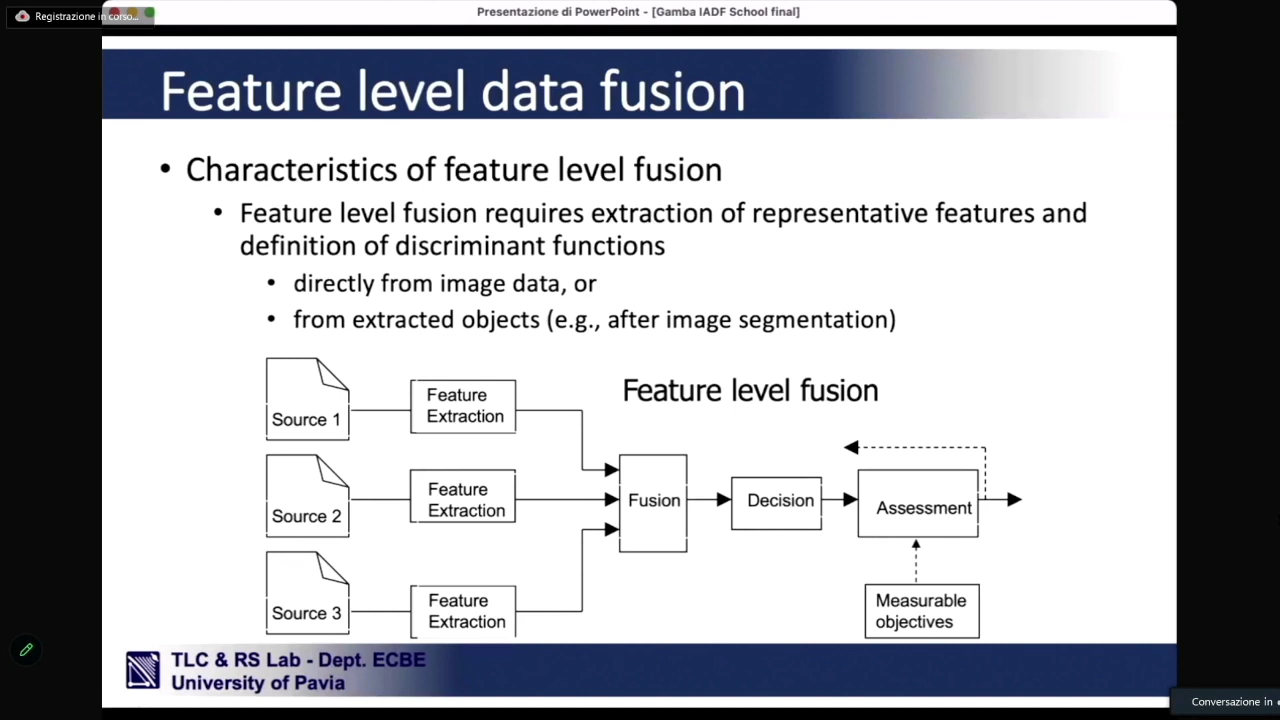 Registrazione in corso...
Presentazione di PowerPoint - [Gamba IADF School final]
Feature level data fusion
• Characteristics of feature level fusion
• Feature level fusion requires extraction of representative features and
definition of discriminant functions
• directly from image data, or
• from extracted objects (e.g., after image segmentation)
Feature level fusion
Source 1
Feature
Extraction
Source 2
Feature
Extraction
Source 3
Feature
Extraction
Fusion
Decision
Assessment
Measurable
objectives
TLC & RS Lab - Dept. ECBE
University of Pavia
Conversazione in